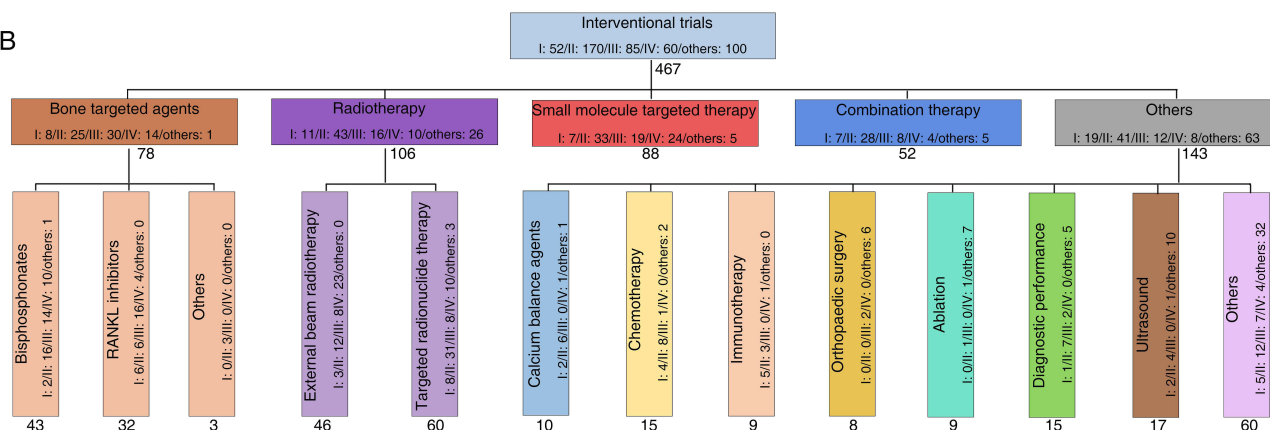 B
Interventional trials
I: 52/II: 170/III: 85/IV: 60/others: 100
467
Bone targeted agents
I: 8/II: 25/III: 30/IV: 14/others: 1
78
Radiotherapy
I: 11/II: 43/III: 16/IV: 10/others: 26
106
Small molecule targeted therapy
I: 7/II: 33/III: 19/IV: 24/others: 5
88
Combination therapy
I: 7/II: 28/III: 8/IV: 4/others: 5
52
Others
I: 19/II: 41/III: 12/IV: 8/others: 63
143
Bisphosphonates
I: 2/II: 16/III: 14/IV: 10/others: 1
43
RANKL inhibitors
I: 6/II: 6/III: 16/IV: 4/others: 0
32
Others
I: 0/II: 3/III: 0/IV: 0/others: 0
3
External beam radiotherapy
I: 3/II: 12/III: 8/IV: 23/others: 0
46
Targeted radionuclide therapy
I: 8/II: 31/III: 8/IV: 10/others: 3
60
Calcium balance agents
I: 2/II: 6/III: 0/IV: 1/others: 1
10
Chemotherapy
I: 4/II: 8/III: 1/IV: 0/others: 2
15
Immunotherapy
I: 5/II: 3/III: 0/IV: 1/others: 0
9
Orthopaedic surgery
I: 0/II: 0/III: 2/IV: 0/others: 6
8
Ablation
I: 0/II: 1/III: 0/IV: 1/others: 7
9
Diagnostic performance
I: 1/II: 7/III: 2/IV: 0/others: 5
15
Ultrasound
I: 2/II: 4/III: 0/IV: 1/others: 10
17
Others
I: 5/II: 12/III: 7/IV: 4/others: 32
60